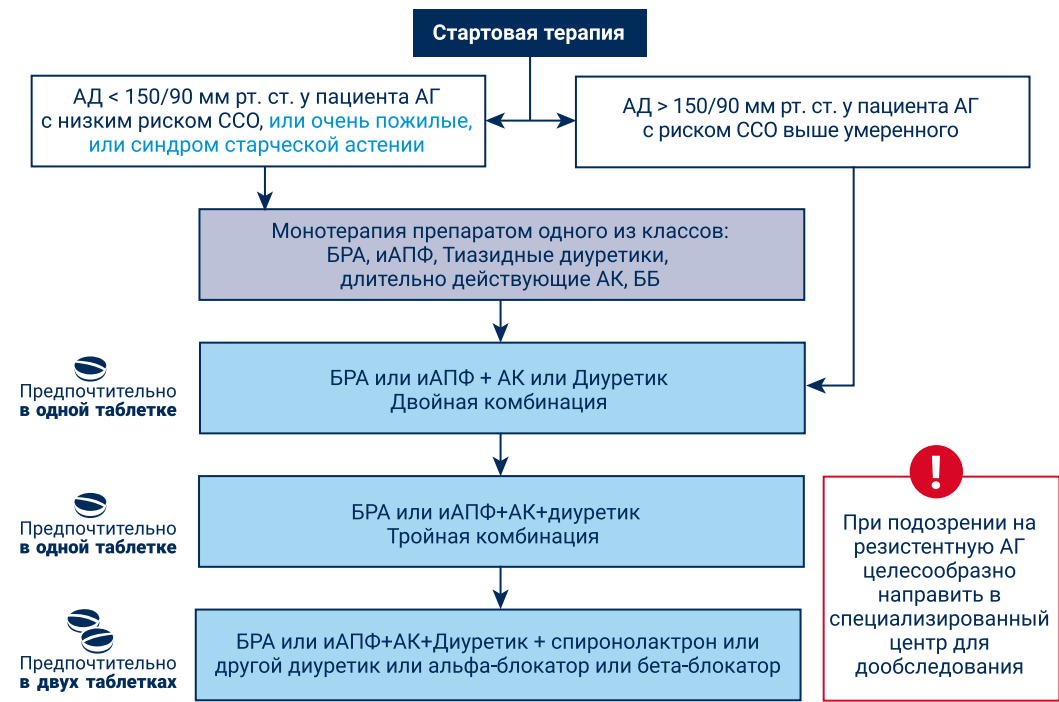 Стартовая терапия
АД < 150/90 мм рт. ст. у пациента АГ
с низким риском ССО, или очень пожилые,
или синдром старческой астении
АД > 150/90 мм рт. ст. у пациента АГ
с риском ССО выше умеренного
Монотерапия препаратом одного из классов:
БРА, иАПФ, Тиазидные диуретики,
длительно действующие АК, ББ
Предпочтительно
в одной таблетке
БРА или иАПФ + АК или Диуретик
Двойная комбинация
Предпочтительно
в одной таблетке
БРА или иАПФ+АК+диуретик
Тройная комбинация
Предпочтительно
в двух таблетках
БРА или иАПФ+АК+Диуретик + спиронолактрон или
другой диуретик или альфа-блокатор или бета-блокатор
!
При подозрении на
резистентную АГ
целесообразно
направить в
специализированный
центр для
дообследования